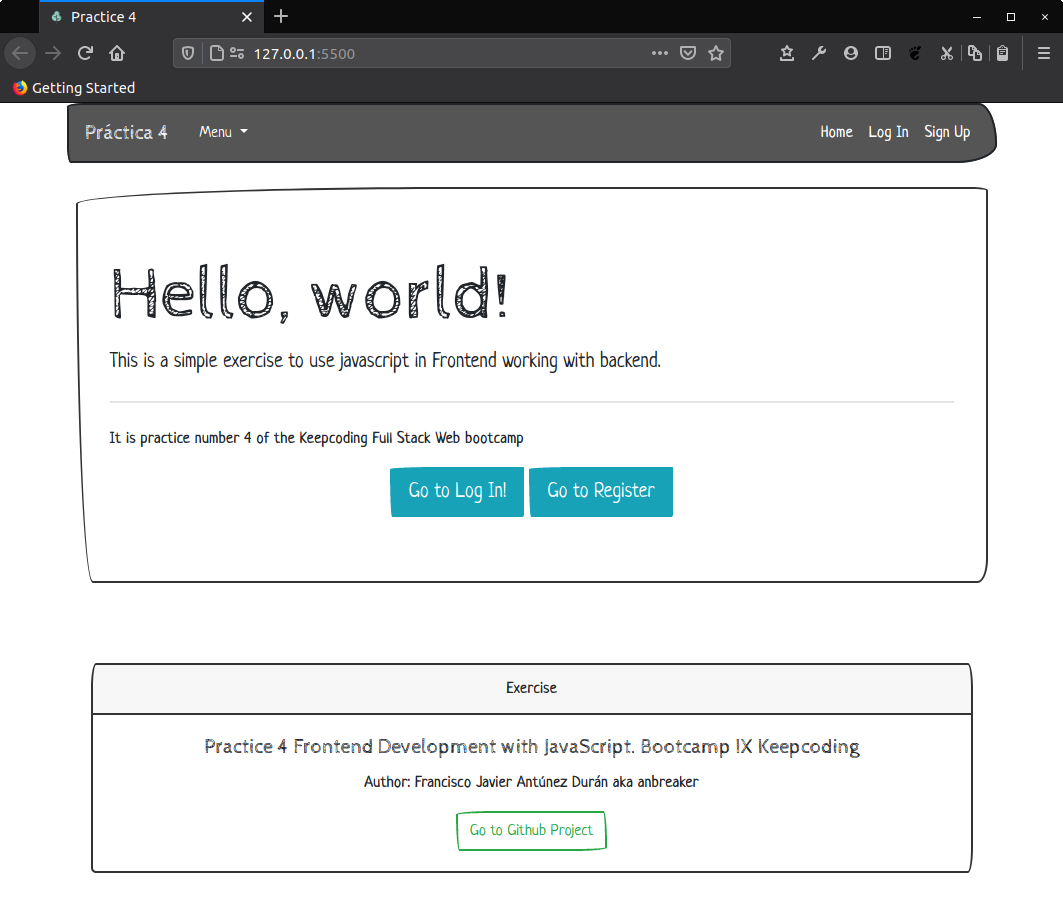 Practice 4
127.0.0.1:5500
Getting Started
Práctica 4 Menu Home Log In Sign Up
Hello, world!
This is a simple exercise to use javascript in Frontend working with backend.
It is practice number 4 of the Keepcoding Full Stack Web bootcamp
Go to Log In! Go to Register
Exercise
Practice 4 Frontend Development with JavaScript. Bootcamp IX Keepcoding
Author: Francisco Javier Antúnez Durán aka anbreaker
Go to Github Project